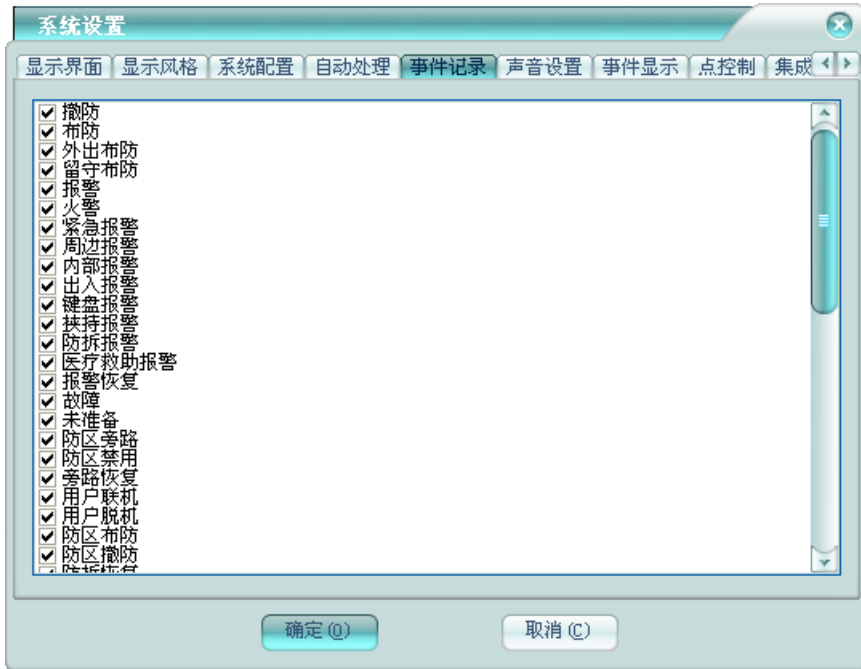 系统设置
显示界面 显示风格 系统配置 自动处理 事件记录 声音设置 事件显示 点控制 集成
撤防
布防
外出布防
留守布防
报警
火警
紧急报警
周边报警
内部报警
出入报警
键盘报警
挟持报警
防拆报警
医疗救助报警
报警恢复
故障
未准备
防区旁路
防区禁用
旁路恢复
用户联机
用户脱机
防区布防
防区撤防
防拆恢复
确定(O) 取消(C)